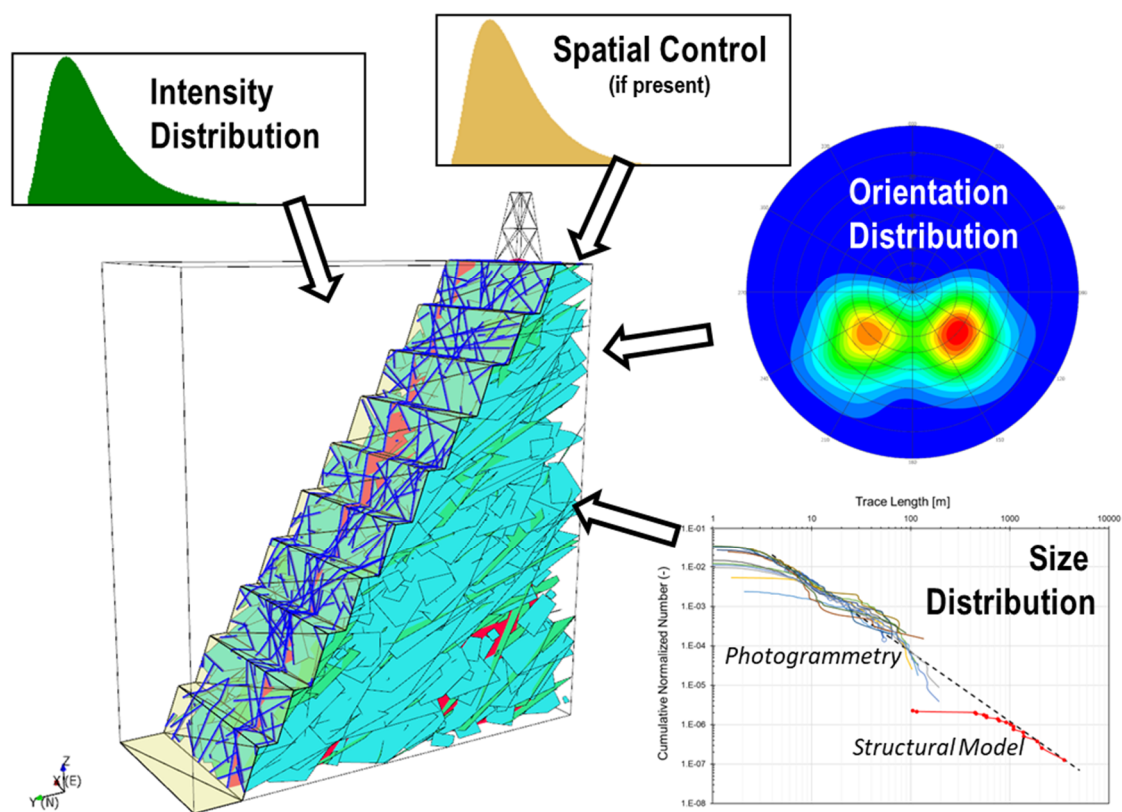 Intensity
Distribution
Spatial Control
(if present)
Orientation
Distribution
270
Trace Length [m]
1 10 100 1000 10000
1.E-01
1.E-02
1.E-03
1.E-04
1.E-05
1.E-06
1.E-07
1.E-08
Cumulative Normalized Number (-)
Size
Distribution
Photogrammetry
Structural Model
Z
X (E)
Y (N)